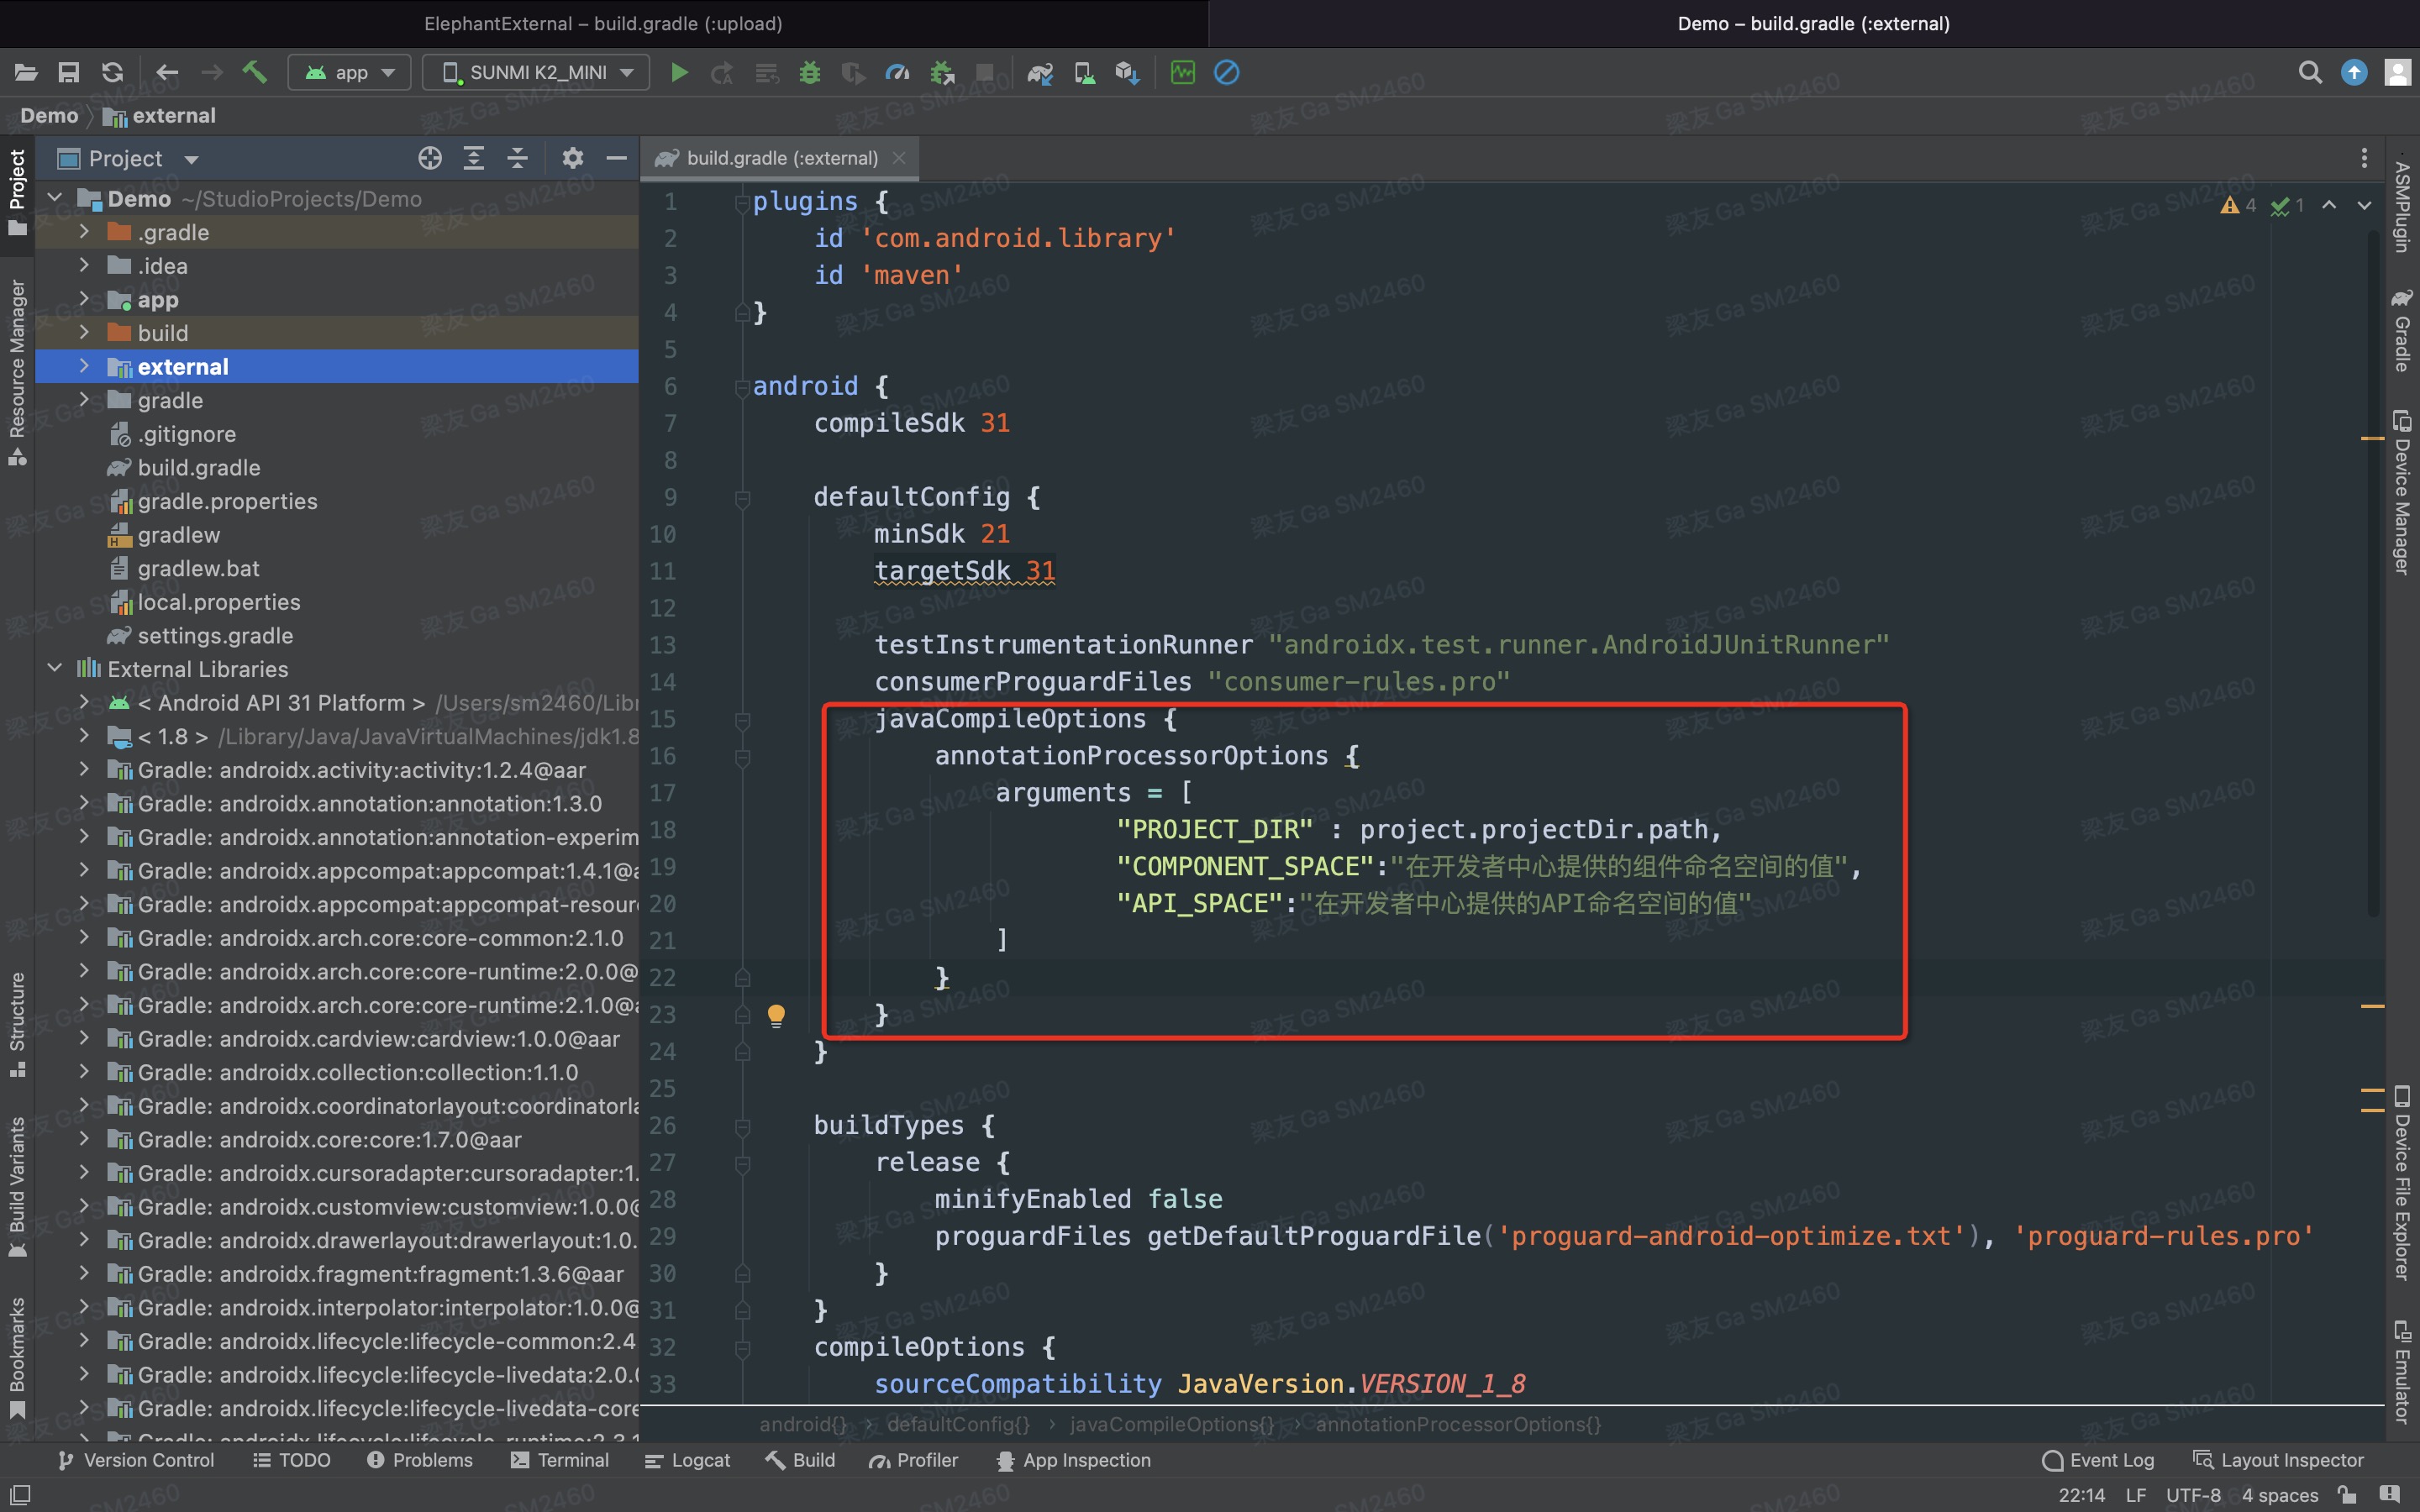 ElephantExternal – build.gradle (:upload)
Demo – build.gradle (:external)
app
SUNMI K2_MINI
Demo
external
Project
Demo ~/StudioProjects/Demo
.gradle
.idea
app
build
external
gradle
.gitignore
build.gradle
gradle.properties
gradlew
gradlew.bat
local.properties
settings.gradle
External Libraries
< Android API 31 Platform > /Users/sm2460/Libr
< 1.8 > /Library/Java/JavaVirtualMachines/jdk1.8
Gradle: androidx.activity:activity:1.2.4@aar
Gradle: androidx.annotation:annotation:1.3.0
Gradle: androidx.annotation:annotation-experim
Gradle: androidx.appcompat:appcompat:1.4.1@a
Gradle: androidx.appcompat:appcompat-resour
Gradle: androidx.arch.core:core-common:2.1.0
Gradle: androidx.arch.core:core-runtime:2.0.0@
Gradle: androidx.arch.core:core-runtime:2.1.0@a
Gradle: androidx.cardview:cardview:1.0.0@aar
Gradle: androidx.collection:collection:1.1.0
Gradle: androidx.coordinatorlayout:coordinatorla
Gradle: androidx.core:core:1.7.0@aar
Gradle: androidx.cursoradapter:cursoradapter:1.
Gradle: androidx.customview:customview:1.0.0@
Gradle: androidx.drawerlayout:drawerlayout:1.0.
Gradle: androidx.fragment:fragment:1.3.6@aar
Gradle: androidx.interpolator:interpolator:1.0.0@
Gradle: androidx.lifecycle:lifecycle-common:2.4
Gradle: androidx.lifecycle:lifecycle-livedata:2.0.
Gradle: androidx.lifecycle:lifecycle-livedata-core
Project
Resource Manager
Structure
Build Variants
Bookmarks
build.gradle (:external)
4 1
1 plugins {
2 id 'com.android.library'
3 id 'maven'
4 }
5
6 android {
7 compileSdk 31
8
9 defaultConfig {
10 minSdk 21
11 targetSdk 31
12
13 testInstrumentationRunner "androidx.test.runner.AndroidJUnitRunner"
14 consumerProguardFiles "consumer-rules.pro"
15 javaCompileOptions {
16 annotationProcessorOptions {
17 arguments = [
18 "PROJECT_DIR" : project.projectDir.path,
19 "COMPONENT_SPACE":"在开发者中心提供的组件命名空间的值",
20 "API_SPACE":"在开发者中心提供的API命名空间的值"
21 ]
22 }
23 }
24 }
25
26 buildTypes {
27 release {
28 minifyEnabled false
29 proguardFiles getDefaultProguardFile('proguard-android-optimize.txt'), 'proguard-rules.pro'
30 }
31 }
32 compileOptions {
33 sourceCompatibility JavaVersion.VERSION_1_8
android{} › defaultConfig{} › javaCompileOptions{} › annotationProcessorOptions{}
ASMPlugin
Gradle
Device Manager
Device File Explorer
Emulator
Version Control
TODO
Problems
Terminal
Logcat
Build
Profiler
App Inspection
Event Log
Layout Inspector
22:14 LF UTF-8 4 spaces
梁友 Ga SM2460